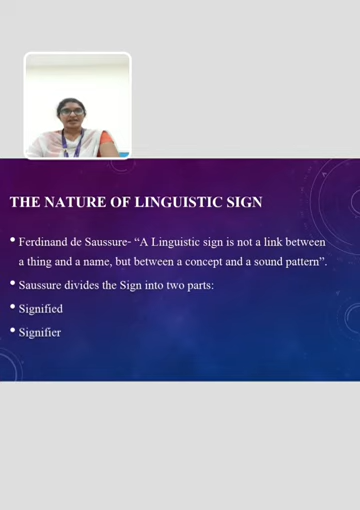 THE NATURE OF LINGUISTIC SIGN
• Ferdinand de Saussure- “A Linguistic sign is not a link between
a thing and a name, but between a concept and a sound pattern”.
• Saussure divides the Sign into two parts:
• Signified
• Signifier